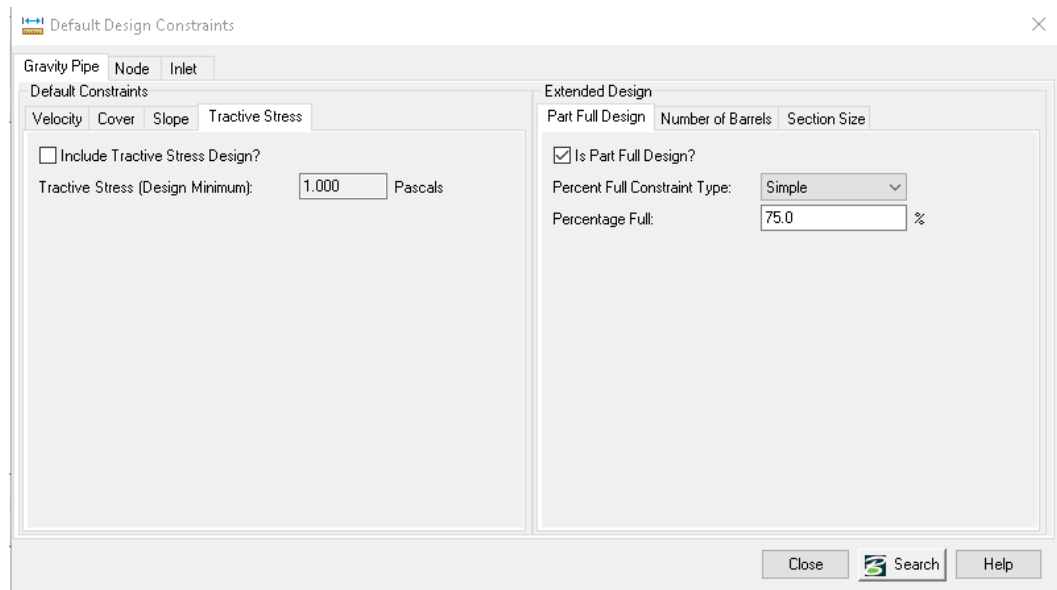 Default Design Constraints
Gravity Pipe Node Inlet
Default Constraints
Velocity Cover Slope Tractive Stress
Include Tractive Stress Design?
Tractive Stress (Design Minimum): 1.000 Pascals
Extended Design
Part Full Design Number of Barrels Section Size
Is Part Full Design?
Percent Full Constraint Type: Simple
Percentage Full: 75.0 %
Close Search Help